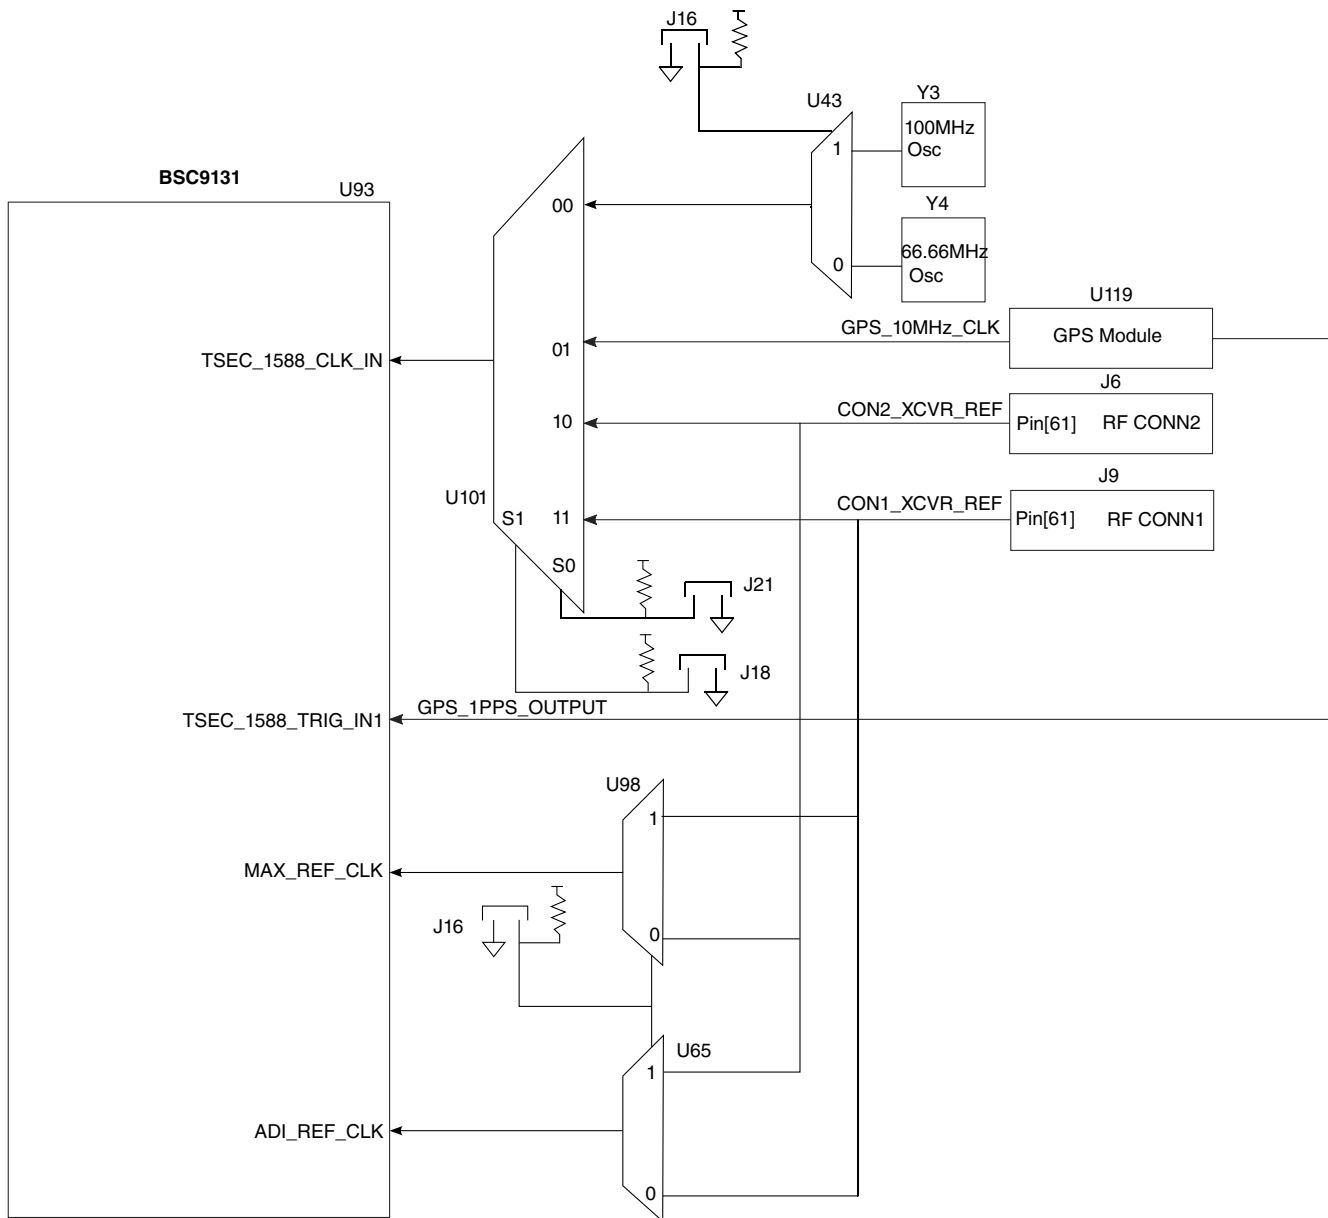 J16
U43
Y3
100MHz
Osc
1
BSC9131
U93
00
Y4
66.66MHz
Osc
0
U119
GPS_10MHz_CLK
GPS Module
01
TSEC_1588_CLK_IN
J6
CON2_XCVR_REF
Pin[61] RF CONN2
10
J9
U101
CON1_XCVR_REF
S1
11
Pin[61] RF CONN1
S0
J21
J18
GPS_1PPS_OUTPUT
TSEC_1588_TRIG_IN1
U98
1
MAX_REF_CLK
J16
0
U65
1
ADI_REF_CLK
0